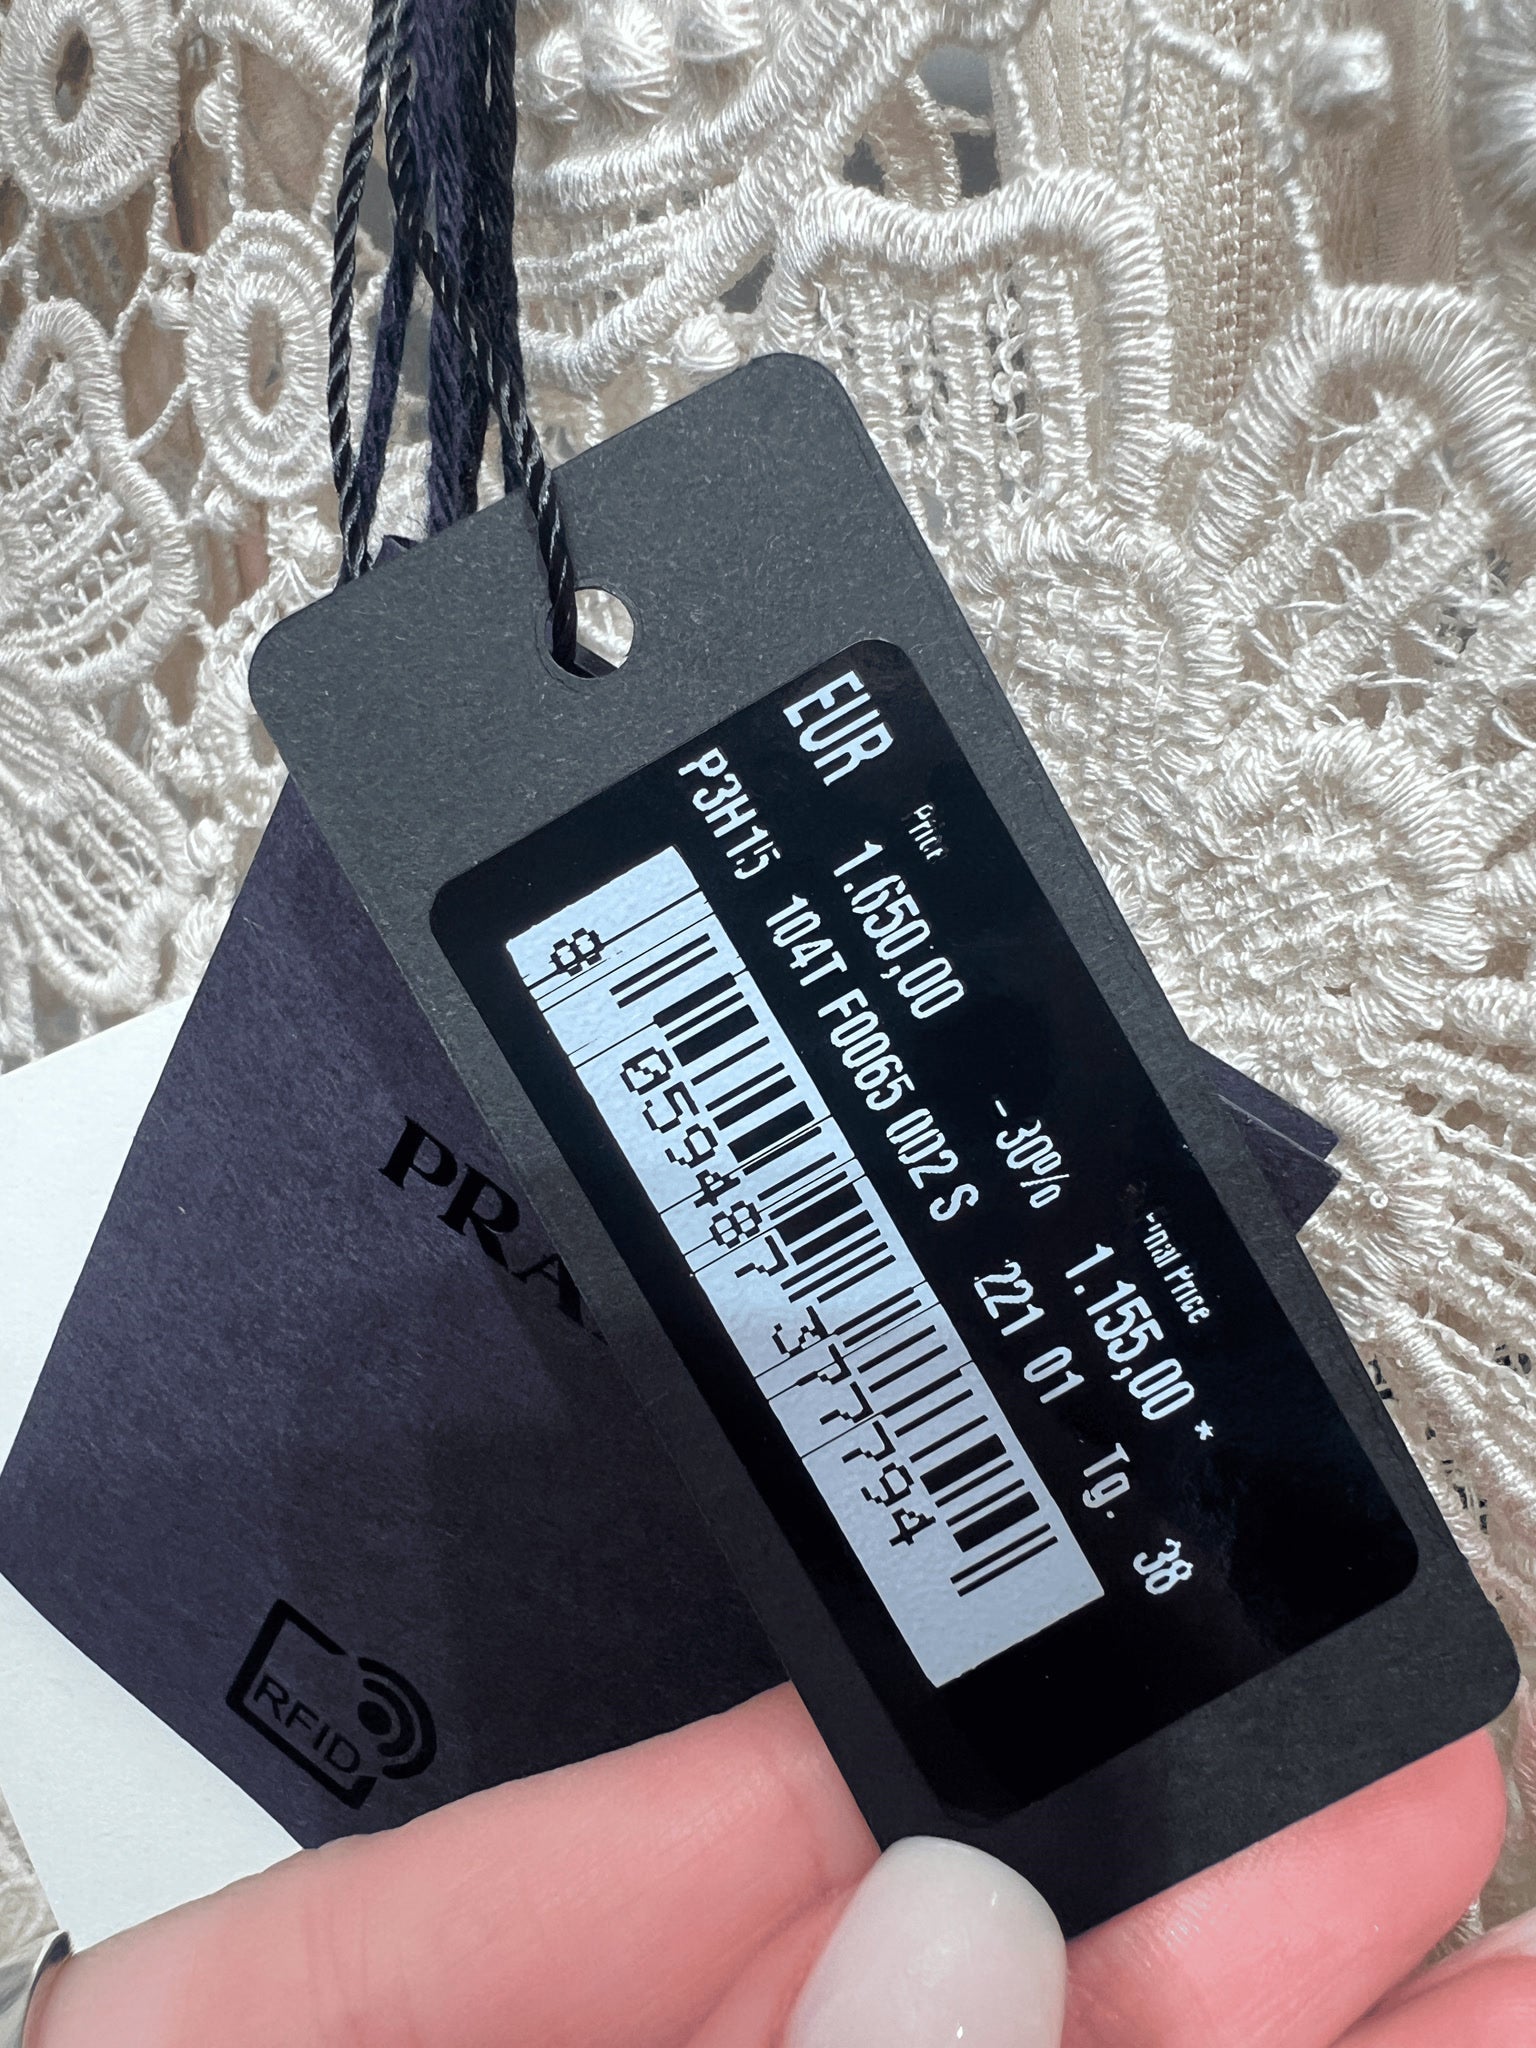 EUR
Price
1.650,00 -30% 1.155,00 *
Final Price
P3H15 104T F0065 002 S 221 01 Tg. 38
8 059487 377794
PRA
RFID